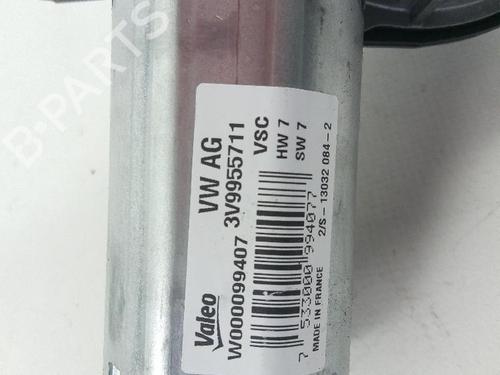 B-PARTS
Valeo
VW AG
W000099407 3V9955711
VSC
HW 7
SW 7
7 533000 994077
2/S - 13032 084 - 2
MADE IN FRANCE